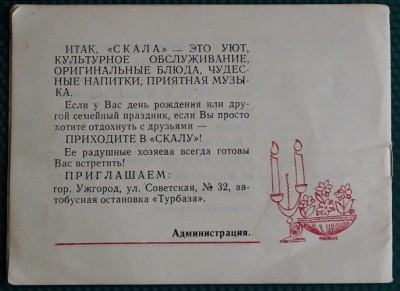 ИТАК, «СКАЛА» — ЭТО УЮТ,
КУЛЬТУРНОЕ ОБСЛУЖИВАНИЕ,
ОРИГИНАЛЬНЫЕ БЛЮДА, ЧУДЕС-
НЫЕ НАПИТКИ, ПРИЯТНАЯ МУЗЫ-
КА.
Если у Вас день рождения или дру-
гой семейный праздник, если Вы просто
хотите отдохнуть с друзьями —
ПРИХОДИТЕ В «СКАЛУ»!
Ее радушные хозяева всегда готовы
Вас встретить!
ПРИГЛАШАЕМ:
гор. Ужгород, ул. Советская, № 32, ав-
тобусная остановка «Турбаза».
Администрация.